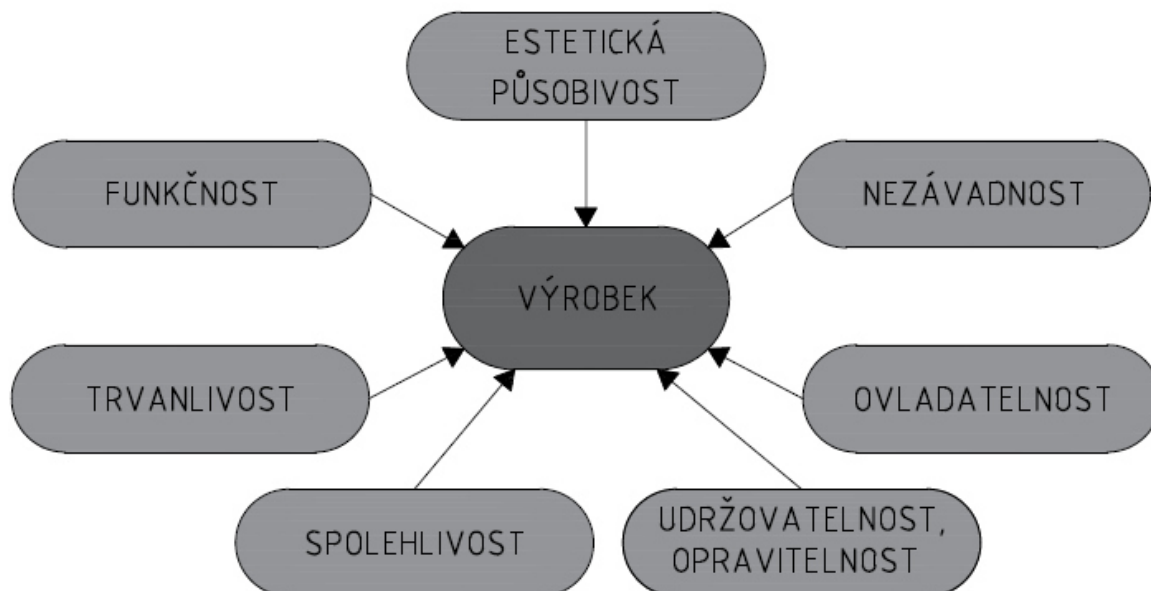 ESTETICKÁ
PŮSOBIVOST
FUNKČNOST
NEZÁVADNOST
VÝROBEK
TRVANLIVOST
OVLADATELNOST
SPOLEHLIVOST
UDRŽOVATELNOST,
OPRAVITELNOST